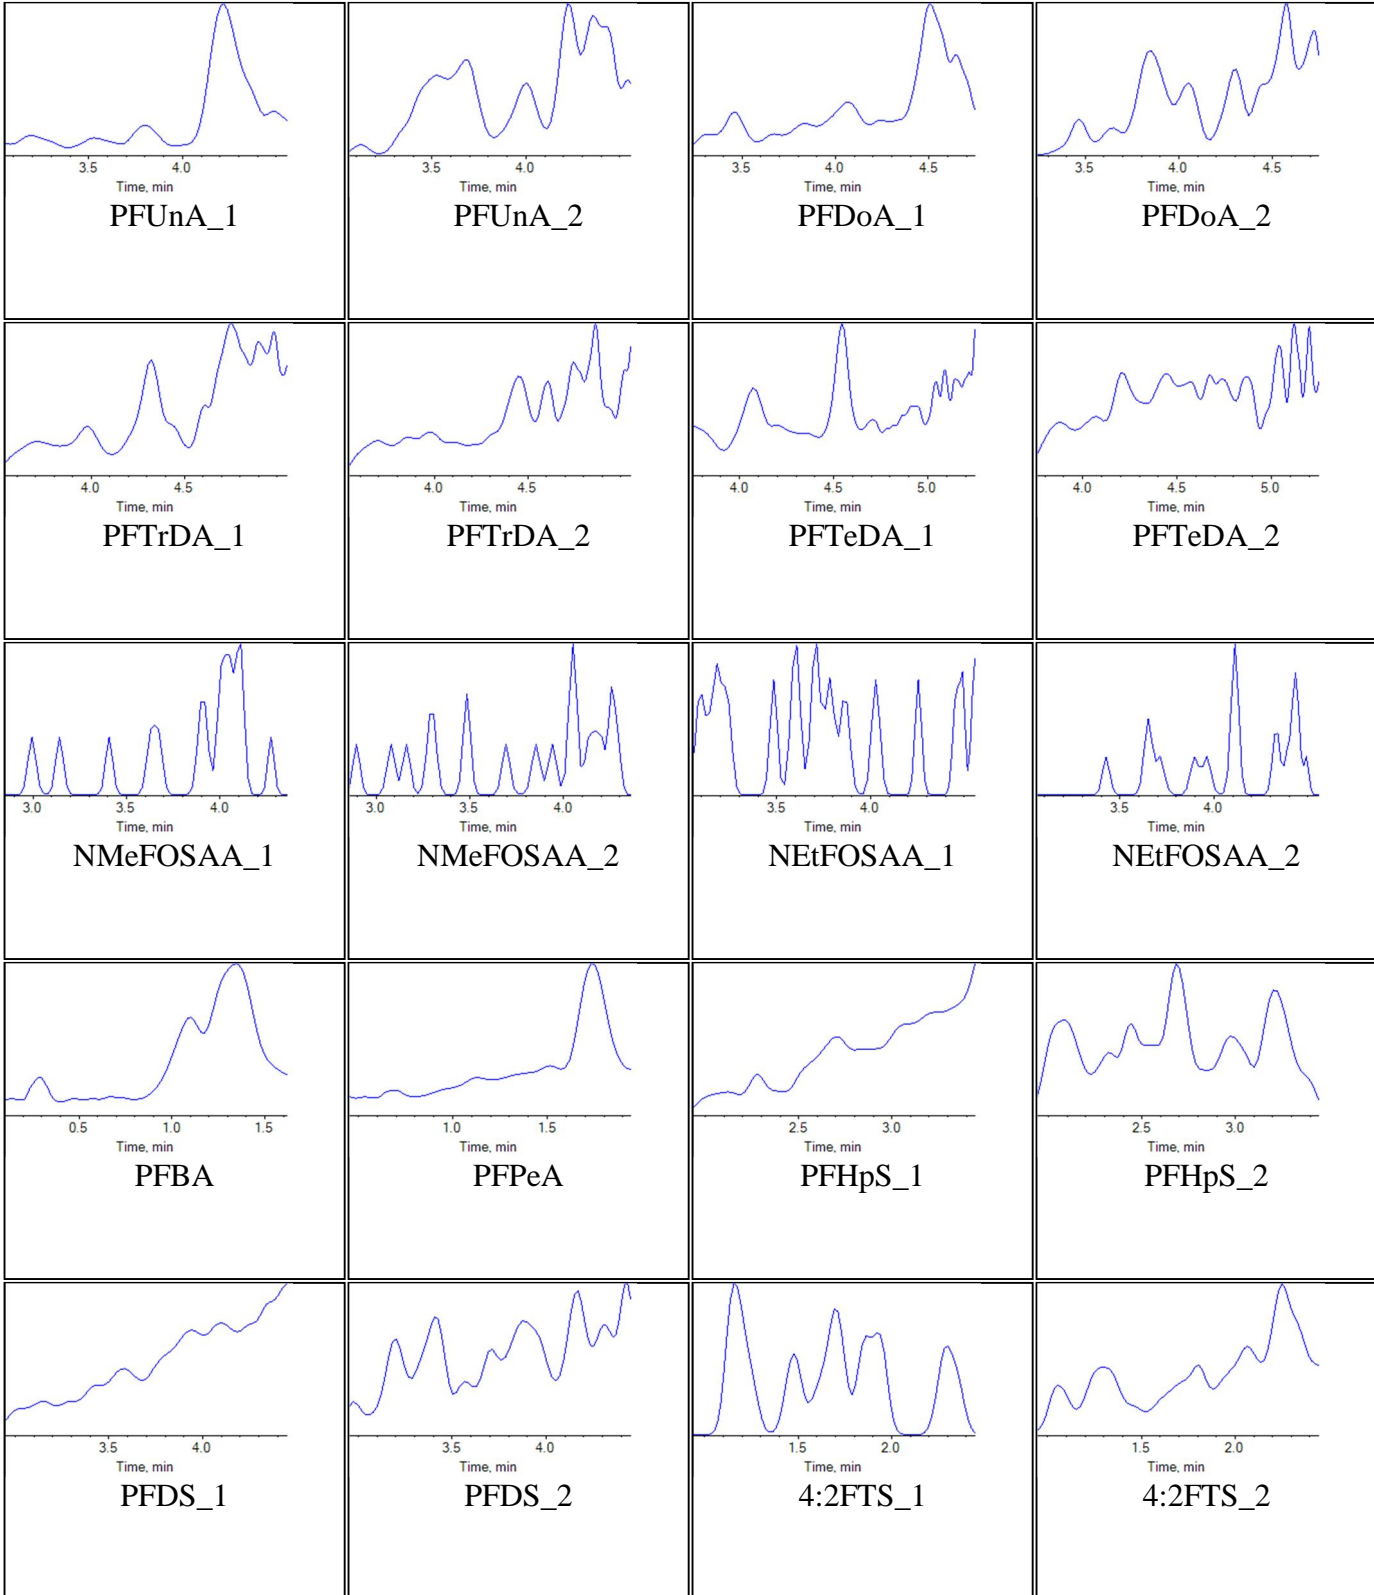 3.5 4.0
Time, min
PFUnA_1
3.5 4.0
Time, min
PFUnA_2
3.5 4.0 4.5
Time, min
PFDoA_1
3.5 4.0 4.5
Time, min
PFDoA_2
4.0 4.5
Time, min
PFTrDA_1
4.0 4.5
Time, min
PFTrDA_2
4.0 4.5 5.0
Time, min
PFTeDA_1
4.0 4.5 5.0
Time, min
PFTeDA_2
3.0 3.5 4.0
Time, min
NMeFOSAA_1
3.0 3.5 4.0
Time, min
NMeFOSAA_2
3.5 4.0
Time, min
NEtFOSAA_1
3.5 4.0
Time, min
NEtFOSAA_2
0.5 1.0 1.5
Time, min
PFBA
1.0 1.5
Time, min
PFPeA
2.5 3.0
Time, min
PFHpS_1
2.5 3.0
Time, min
PFHpS_2
3.5 4.0
Time, min
PFDS_1
3.5 4.0
Time, min
PFDS_2
1.5 2.0
Time, min
4:2FTS_1
1.5 2.0
Time, min
4:2FTS_2